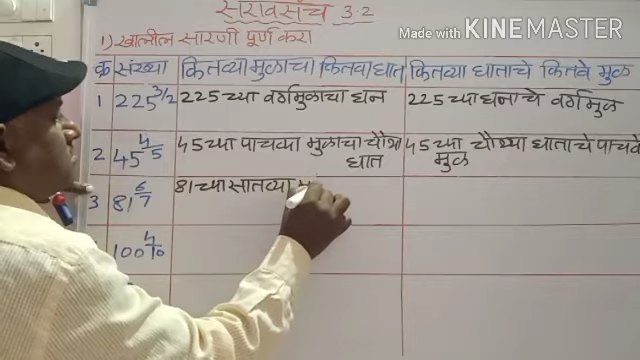 Made with KINEMASTER
सरावसंच 3.2
1) खालील सारणी पूर्ण करा
क्र संख्या कितव्या मुळाचा कितवा घात कितव्या घाताचे कितवे मुळ
1 225^3/2 225 च्या वर्गमुळाचा घन 225 च्या घनाचे वर्गमुळ
2 45^4/5 45 च्या पाचव्या मुळाचा चौथा घात 45 च्या चौथ्या घाताचे पाचवे मुळ
3 81^6/7 81 च्या सातव्या
100^4/10